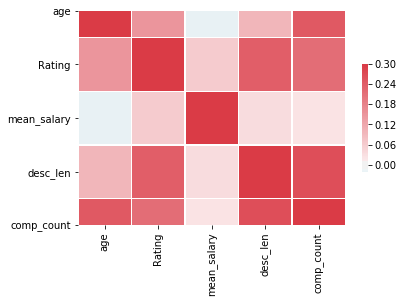 age
Rating
mean_salary
desc_len
comp_count
age
Rating
mean_salary
desc_len
comp_count
0.30
0.24
0.18
0.12
0.06
0.00